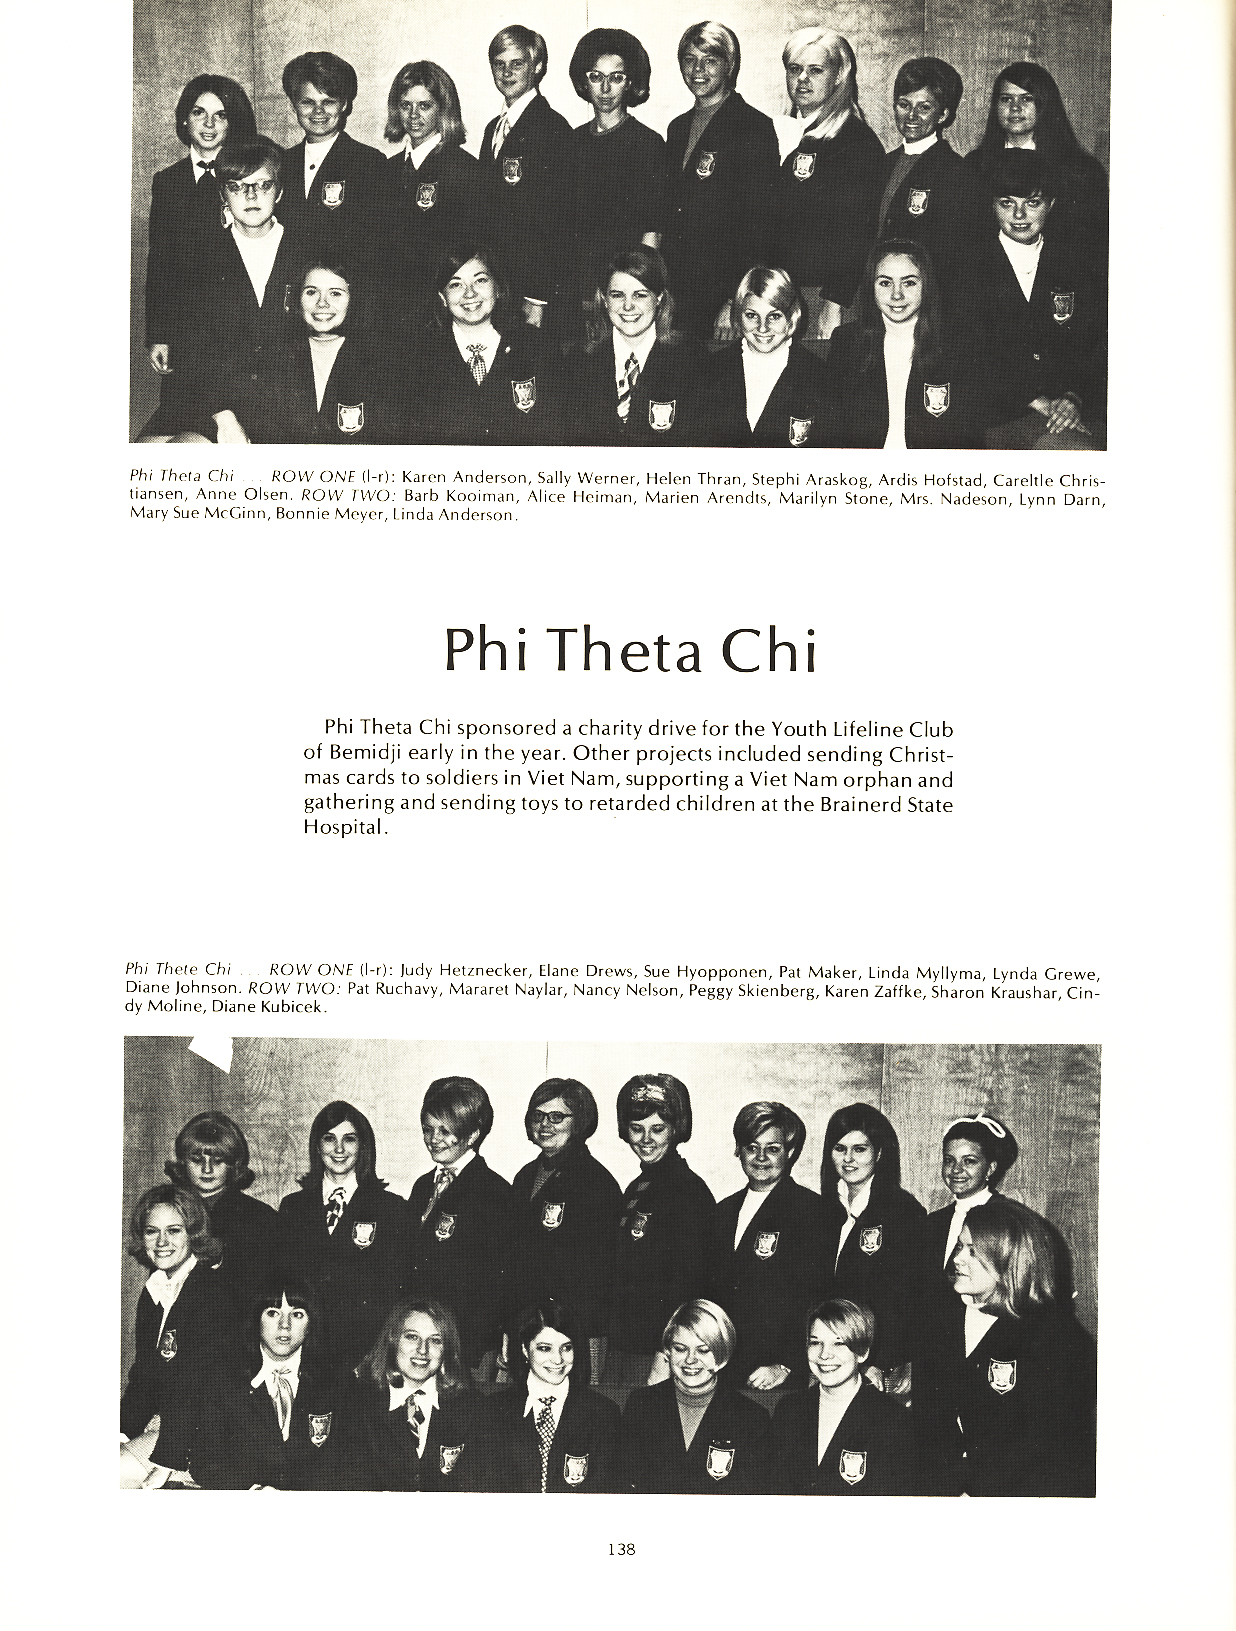 Phi Theta Chi ... ROW ONE (l-r): Karen Anderson, Sally Werner, Helen Thran, Stephi Araskog, Ardis Hofstad, Careltle Chris-
tiansen, Anne Olsen. ROW TWO: Barb Kooiman, Alice Heiman, Marien Arendts, Marilyn Stone, Mrs. Nadeson, Lynn Darn,
Mary Sue McGinn, Bonnie Meyer, Linda Anderson.
Phi Theta Chi
Phi Theta Chi sponsored a charity drive for the Youth Lifeline Club
of Bemidji early in the year. Other projects included sending Christ-
mas cards to soldiers in Viet Nam, supporting a Viet Nam orphan and
gathering and sending toys to retarded children at the Brainerd State
Hospital.
Phi Thete Chi ... ROW ONE (l-r): Judy Hetznecker, Elane Drews, Sue Hyopponen, Pat Maker, Linda Myllyma, Lynda Grewe,
Diane Johnson. ROW TWO: Pat Ruchavy, Mararet Naylar, Nancy Nelson, Peggy Skienberg, Karen Zaffke, Sharon Kraushar, Cin-
dy Moline, Diane Kubicek.
138